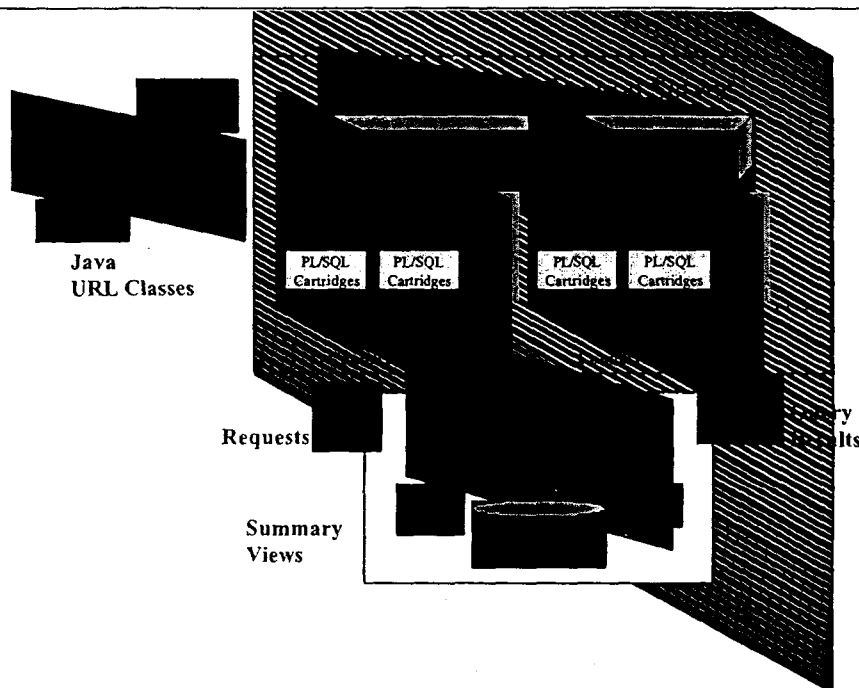 PL/SQL PL/SQL PL/SQL PL/SQL
Cartridges Cartridges Cartridges Cartridges
Java
URL Classes
Requests
Summary
Views